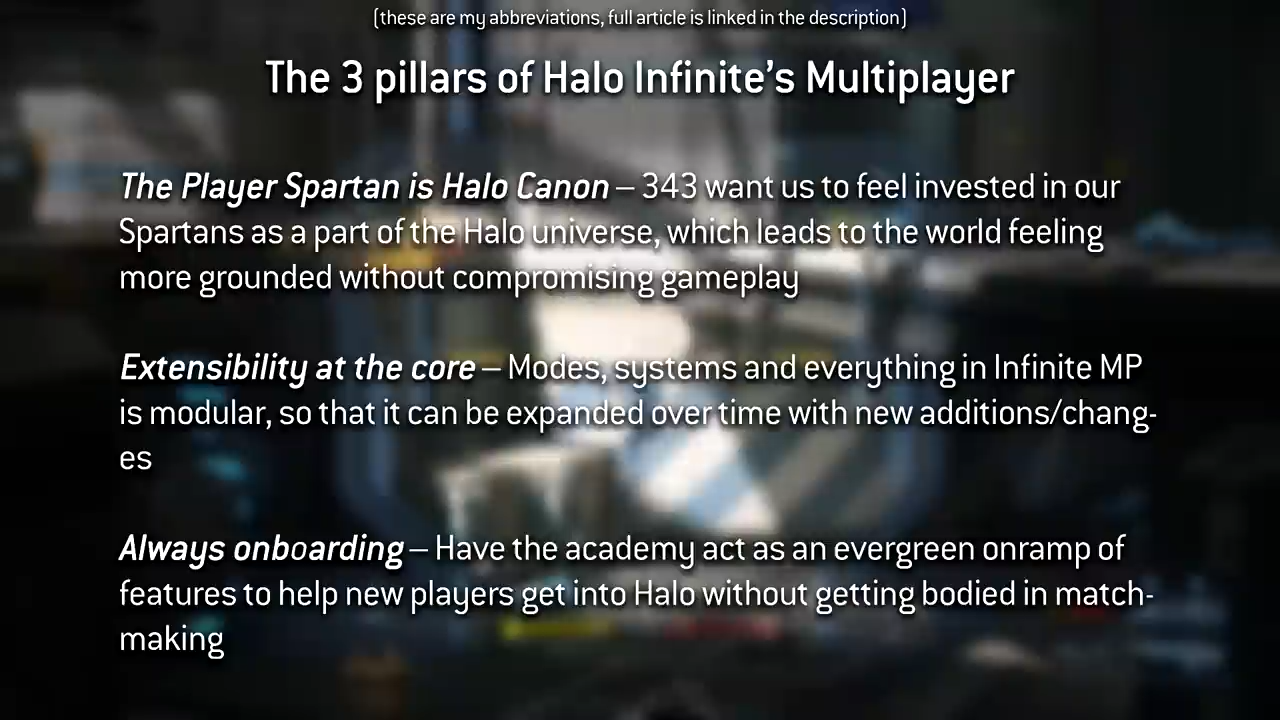 (these are my abbreviations, full article is linked in the description)
The 3 pillars of Halo Infinite’s Multiplayer
The Player Spartan is Halo Canon – 343 want us to feel invested in our
Spartans as a part of the Halo universe, which leads to the world feeling
more grounded without compromising gameplay
Extensibility at the core – Modes, systems and everything in Infinite MP
is modular, so that it can be expanded over time with new additions/chang-
es
Always onboarding – Have the academy act as an evergreen onramp of
features to help new players get into Halo without getting bodied in match-
making